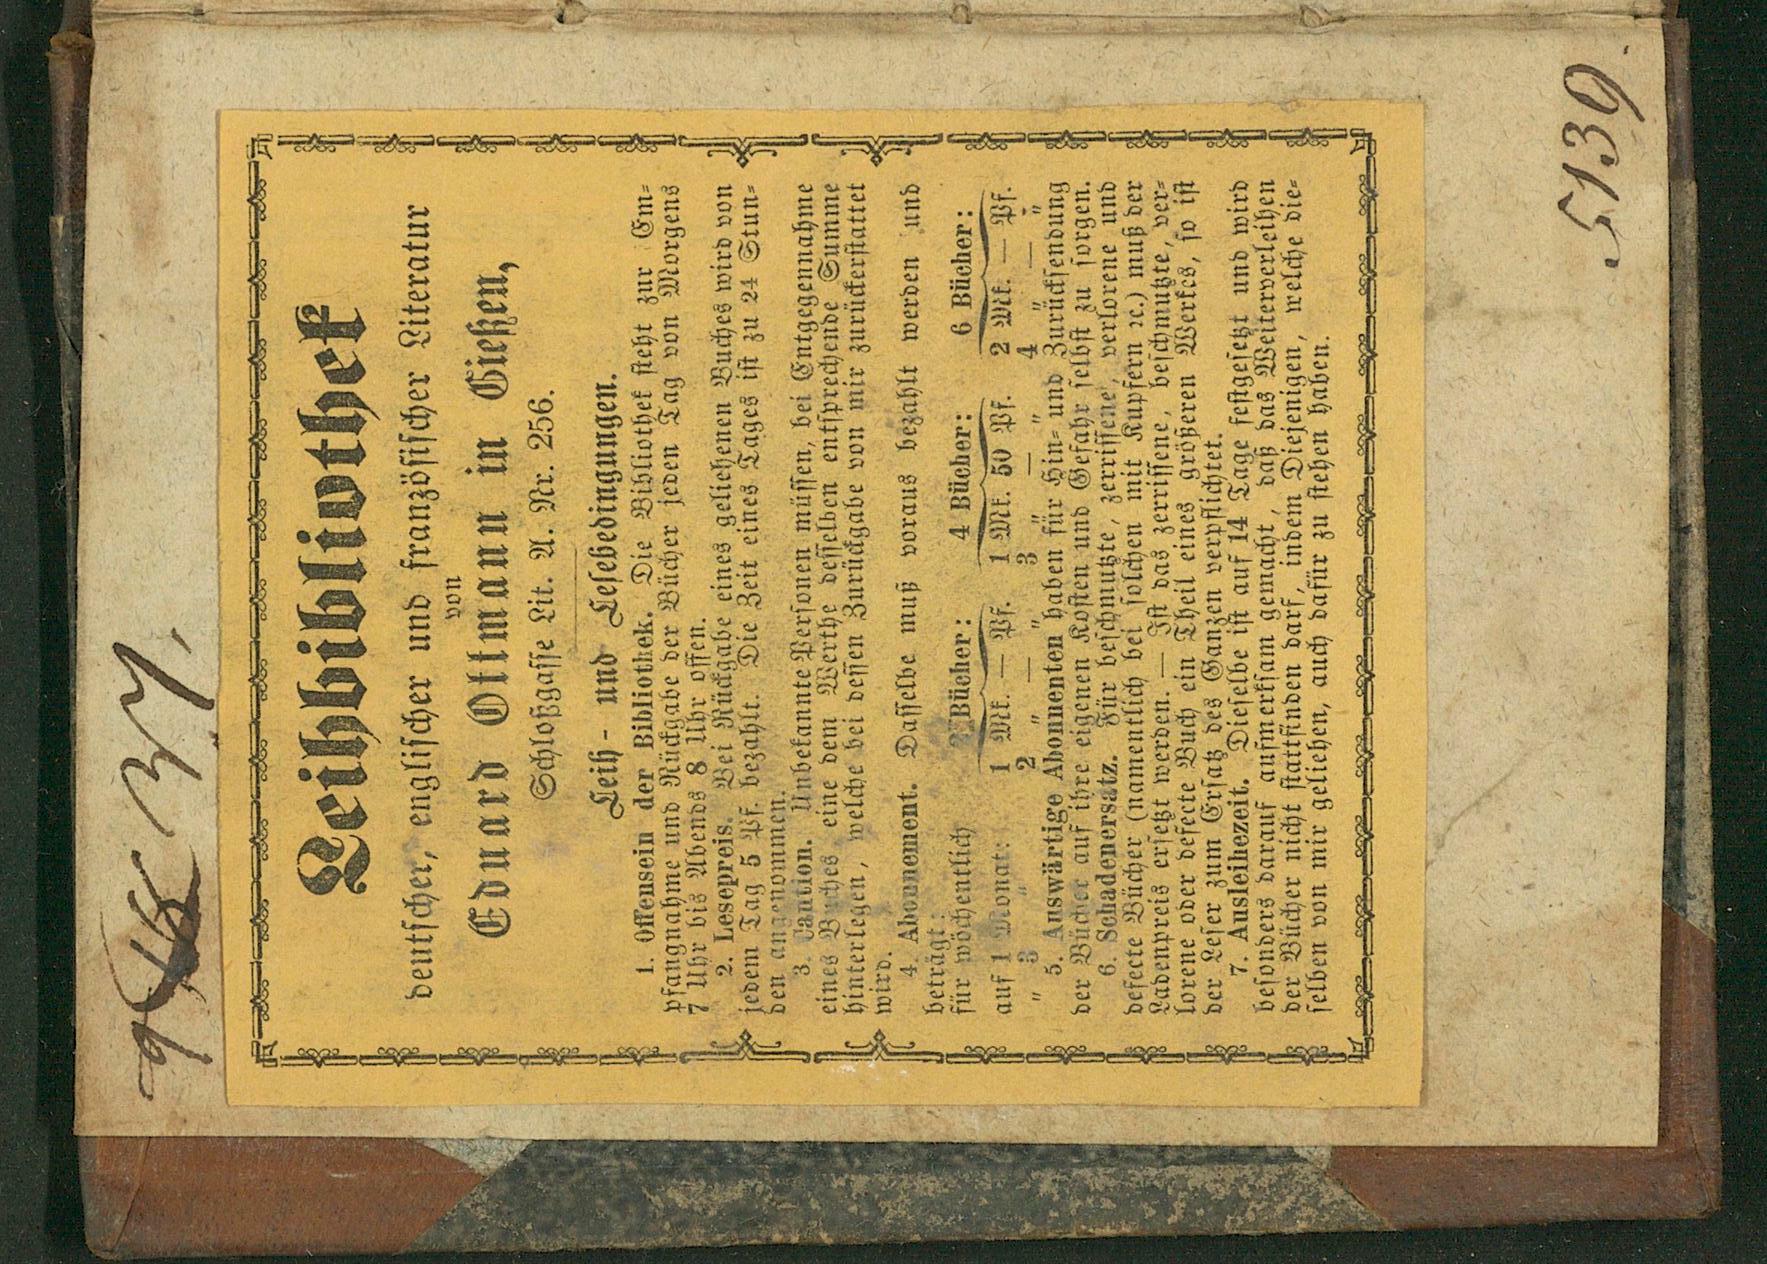 Leihbibliothek
deutscher, englischer und französischer Literatur
von
Eduard Ottmann in Gießen,
Schloßgasse Lit. A. Nr. 256.
Leih- und Lesebedingungen.
1. Offensein der Bibliothek. Die Bibliothek steht zur Em-
pfangnahme und Rückgabe der Bücher jeden Tag von Morgens
7 Uhr bis Abends 8 Uhr offen.
2. Lesepreis. Bei Rückgabe eines geliehenen Buches wird von
jedem Tag 5 Pf. bezahlt. Die Zeit eines Tages ist zu 24 Stun-
den angenommen.
3. Caution. Unbekannte Personen müssen, bei Entgegennahme
eines Buches eine dem Werthe desselben entsprechende Summe
hinterlegen, welche bei dessen Zurückgabe von mir zurückerstattet
wird.
4. Abonnement. Dasselbe muß voraus bezahlt werden und
beträgt:
für wöchentlich 2 Bücher: 4 Bücher: 6 Bücher:
auf 1 Monat: 1 Mk. — Pf. 1 Mk. 50 Pf. 2 Mk. — Pf.
" 3 " 2 " — " 3 " — " 4 " — "
5. Auswärtige Abonnenten haben für Hin- und Zurücksendung
der Bücher auf ihre eigenen Kosten und Gefahr selbst zu sorgen.
6. Schadenersatz. Für beschmutzte, zerrissene, verlorene und
defecte Bücher (namentlich bei solchen mit Kupfern ꝛc.) muß der
Ladenpreis ersetzt werden. — Ist das zerrissene, beschmutzte, ver-
lorene oder defecte Buch ein Theil eines größeren Werkes, so ist
der Leser zum Ersatz des Ganzen verpflichtet.
7. Ausleihezeit. Dieselbe ist auf 14 Tage festgesetzt und wird
besonders darauf aufmerksam gemacht, daß das Weiterverleihen
der Bücher nicht stattfinden darf, indem Diejenigen, welche die-
selben von mir geliehen, auch dafür zu stehen haben.
5139.